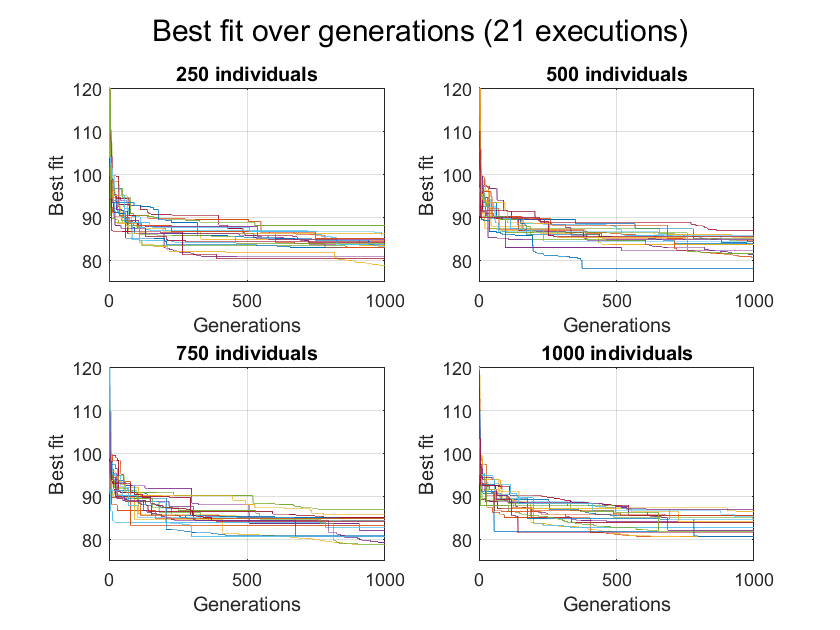 Best fit over generations (21 executions)
250 individuals
120
110
100
90
80
Best fit
0 500 1000
Generations
500 individuals
120
110
100
90
80
Best fit
0 500 1000
Generations
750 individuals
120
110
100
90
80
Best fit
0 500 1000
Generations
1000 individuals
120
110
100
90
80
Best fit
0 500 1000
Generations